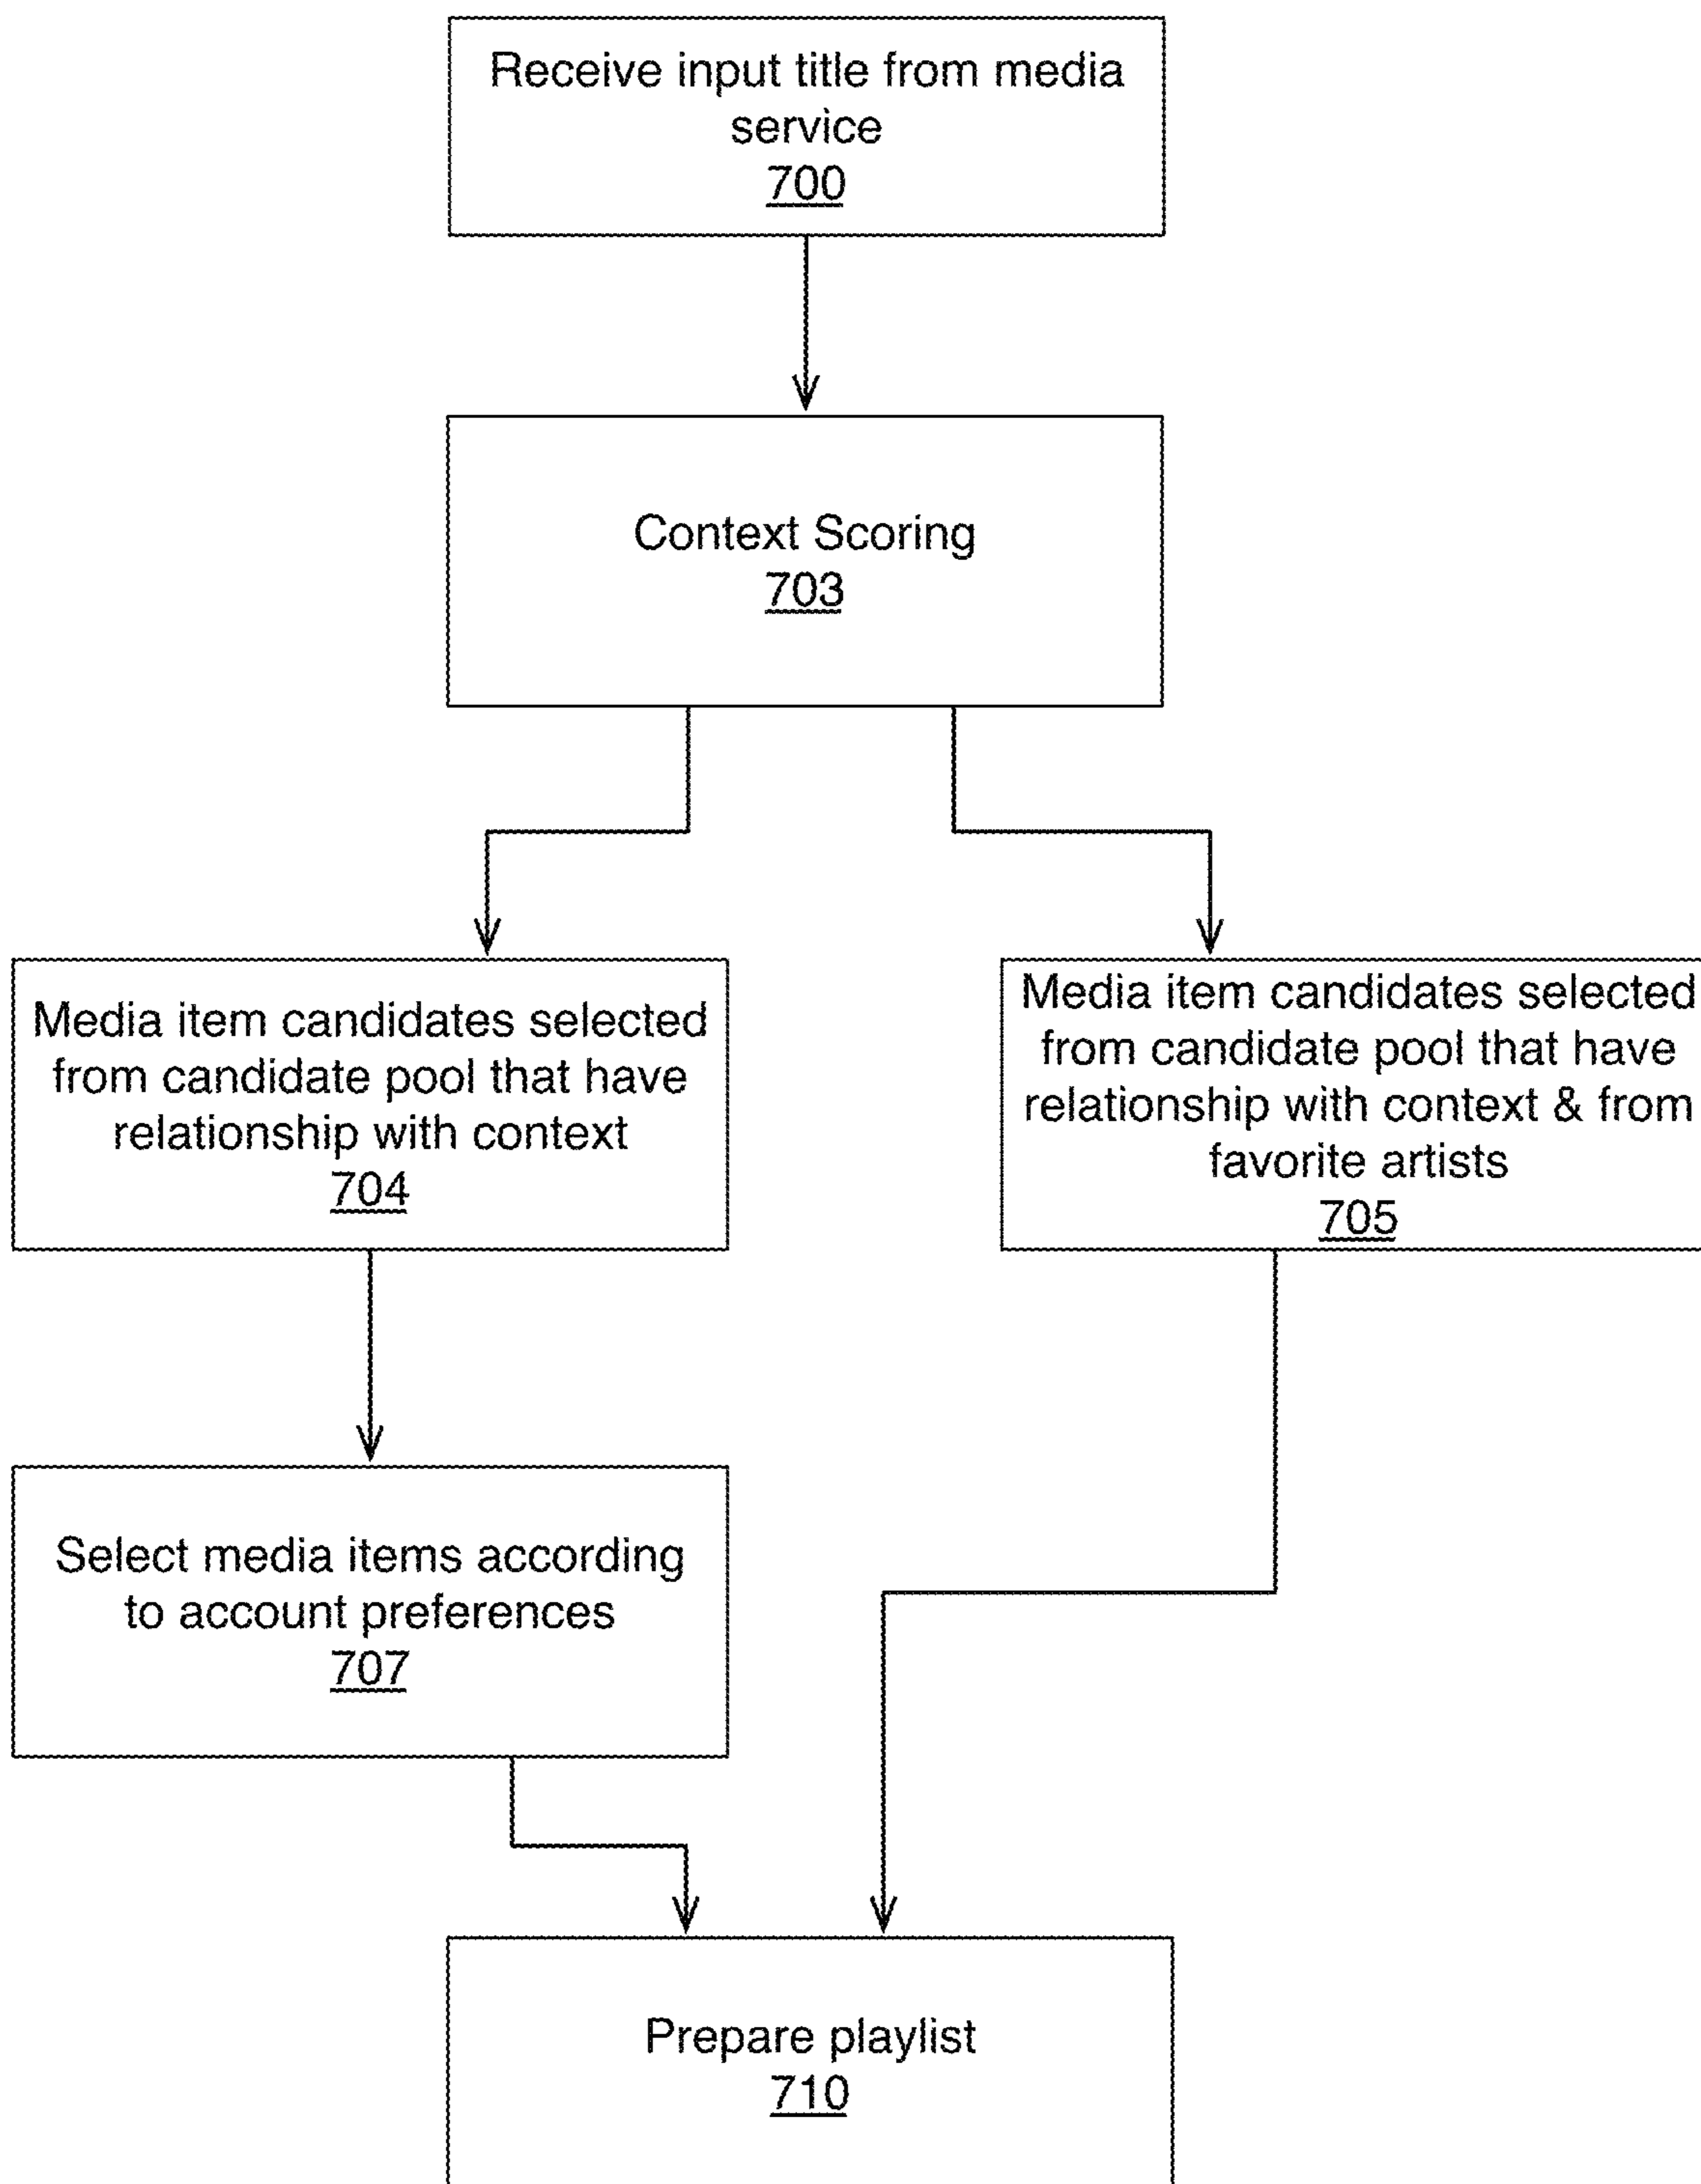 Receive input title from media
service
700
Context Scoring
703
Media item candidates selected
from candidate pool that have
relationship with context
704
Media item candidates selected
from candidate pool that have
relationship with context & from
favorite artists
705
Select media items according
to account preferences
707
Prepare playlist
710